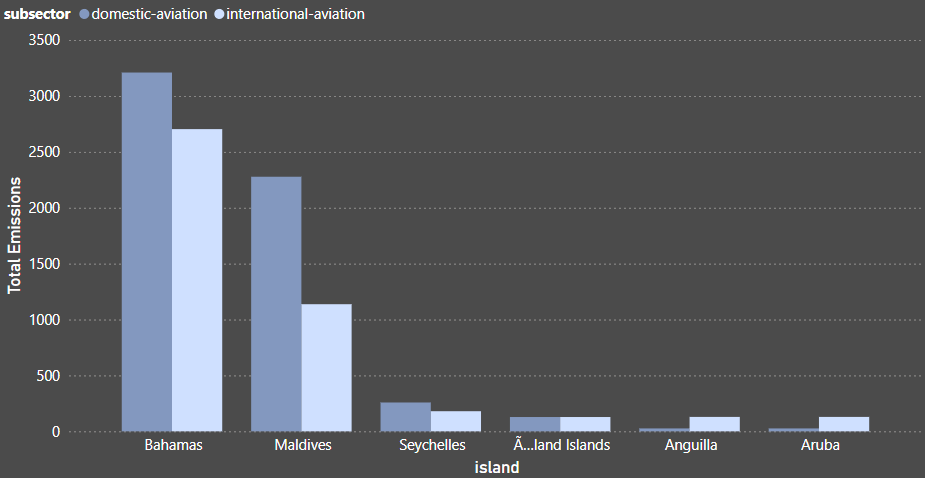 subsector domestic-aviation international-aviation
3500
3000
2500
2000
1500
1000
500
0
Total Emissions
Bahamas Maldives Seychelles Ã...land Islands Anguilla Aruba
island